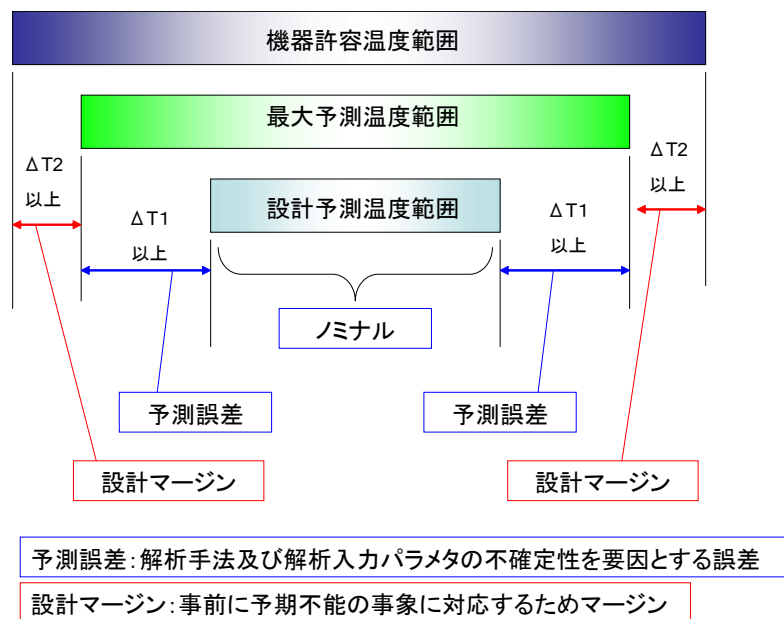 機器許容温度範囲
最大予測温度範囲
ΔT2
以上
ΔT2
以上
設計予測温度範囲
ΔT1
以上
ΔT1
以上
ノミナル
予測誤差
予測誤差
設計マージン
設計マージン
予測誤差：解析手法及び解析入力パラメタの不確定性を要因とする誤差
設計マージン：事前に予期不能の事象に対応するためマージン